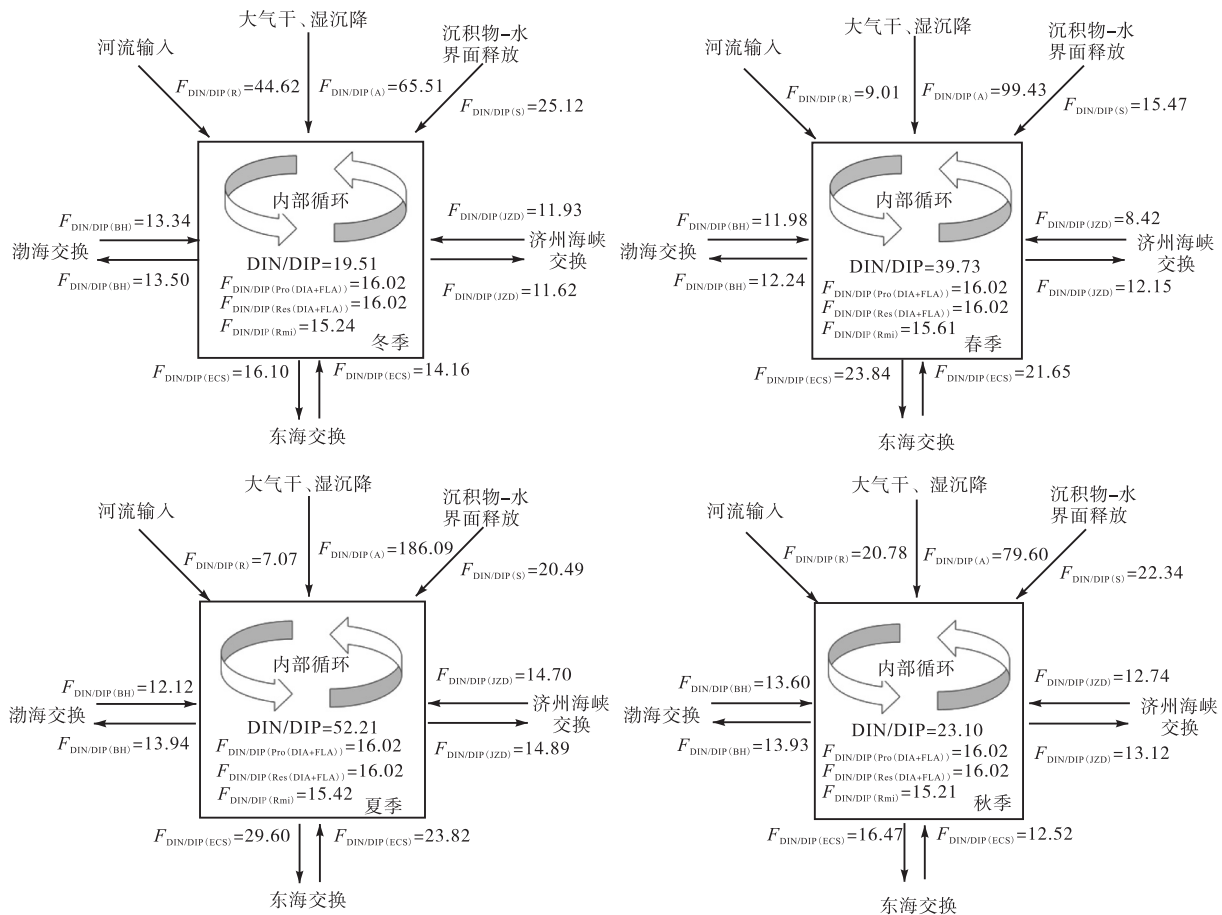 大气干、湿沉降
河流输入
沉积物–水
界面释放
F_DIN/DIP(R)=44.62
F_DIN/DIP(A)=65.51
F_DIN/DIP(S)=25.12
内部循环
F_DIN/DIP(BH)=13.34
渤海交换
F_DIN/DIP(BH)=13.50
F_DIN/DIP(JZD)=11.93
济州海峡
交换
F_DIN/DIP(JZD)=11.62
DIN/DIP=19.51
F_DIN/DIP(Pro(DIA+FLA))=16.02
F_DIN/DIP(Res(DIA+FLA))=16.02
F_DIN/DIP(Rmi)=15.24
冬季
F_DIN/DIP(ECS)=16.10
F_DIN/DIP(ECS)=14.16
东海交换
大气干、湿沉降
河流输入
沉积物–水
界面释放
F_DIN/DIP(R)=9.01
F_DIN/DIP(A)=99.43
F_DIN/DIP(S)=15.47
内部循环
F_DIN/DIP(BH)=11.98
渤海交换
F_DIN/DIP(BH)=12.24
F_DIN/DIP(JZD)=8.42
济州海峡
交换
F_DIN/DIP(JZD)=12.15
DIN/DIP=39.73
F_DIN/DIP(Pro(DIA+FLA))=16.02
F_DIN/DIP(Res(DIA+FLA))=16.02
F_DIN/DIP(Rmi)=15.61
春季
F_DIN/DIP(ECS)=23.84
F_DIN/DIP(ECS)=21.65
东海交换
大气干、湿沉降
河流输入
沉积物–水
界面释放
F_DIN/DIP(R)=7.07
F_DIN/DIP(A)=186.09
F_DIN/DIP(S)=20.49
内部循环
F_DIN/DIP(BH)=12.12
渤海交换
F_DIN/DIP(BH)=13.94
F_DIN/DIP(JZD)=14.70
济州海峡
交换
F_DIN/DIP(JZD)=14.89
DIN/DIP=52.21
F_DIN/DIP(Pro(DIA+FLA))=16.02
F_DIN/DIP(Res(DIA+FLA))=16.02
F_DIN/DIP(Rmi)=15.42
夏季
F_DIN/DIP(ECS)=29.60
F_DIN/DIP(ECS)=23.82
东海交换
大气干、湿沉降
河流输入
沉积物–水
界面释放
F_DIN/DIP(R)=20.78
F_DIN/DIP(A)=79.60
F_DIN/DIP(S)=22.34
内部循环
F_DIN/DIP(BH)=13.60
渤海交换
F_DIN/DIP(BH)=13.93
F_DIN/DIP(JZD)=12.74
济州海峡
交换
F_DIN/DIP(JZD)=13.12
DIN/DIP=23.10
F_DIN/DIP(Pro(DIA+FLA))=16.02
F_DIN/DIP(Res(DIA+FLA))=16.02
F_DIN/DIP(Rmi)=15.21
秋季
F_DIN/DIP(ECS)=16.47
F_DIN/DIP(ECS)=12.52
东海交换